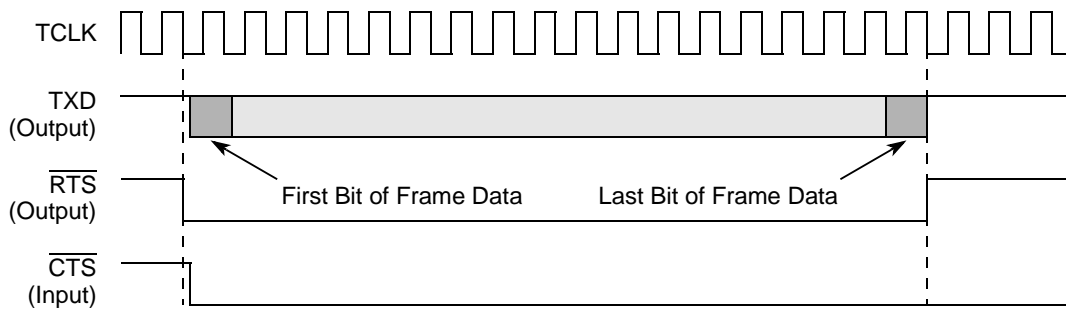 TCLK
TXD
(Output)
First Bit of Frame Data
Last Bit of Frame Data
RTS
(Output)
CTS
(Input)